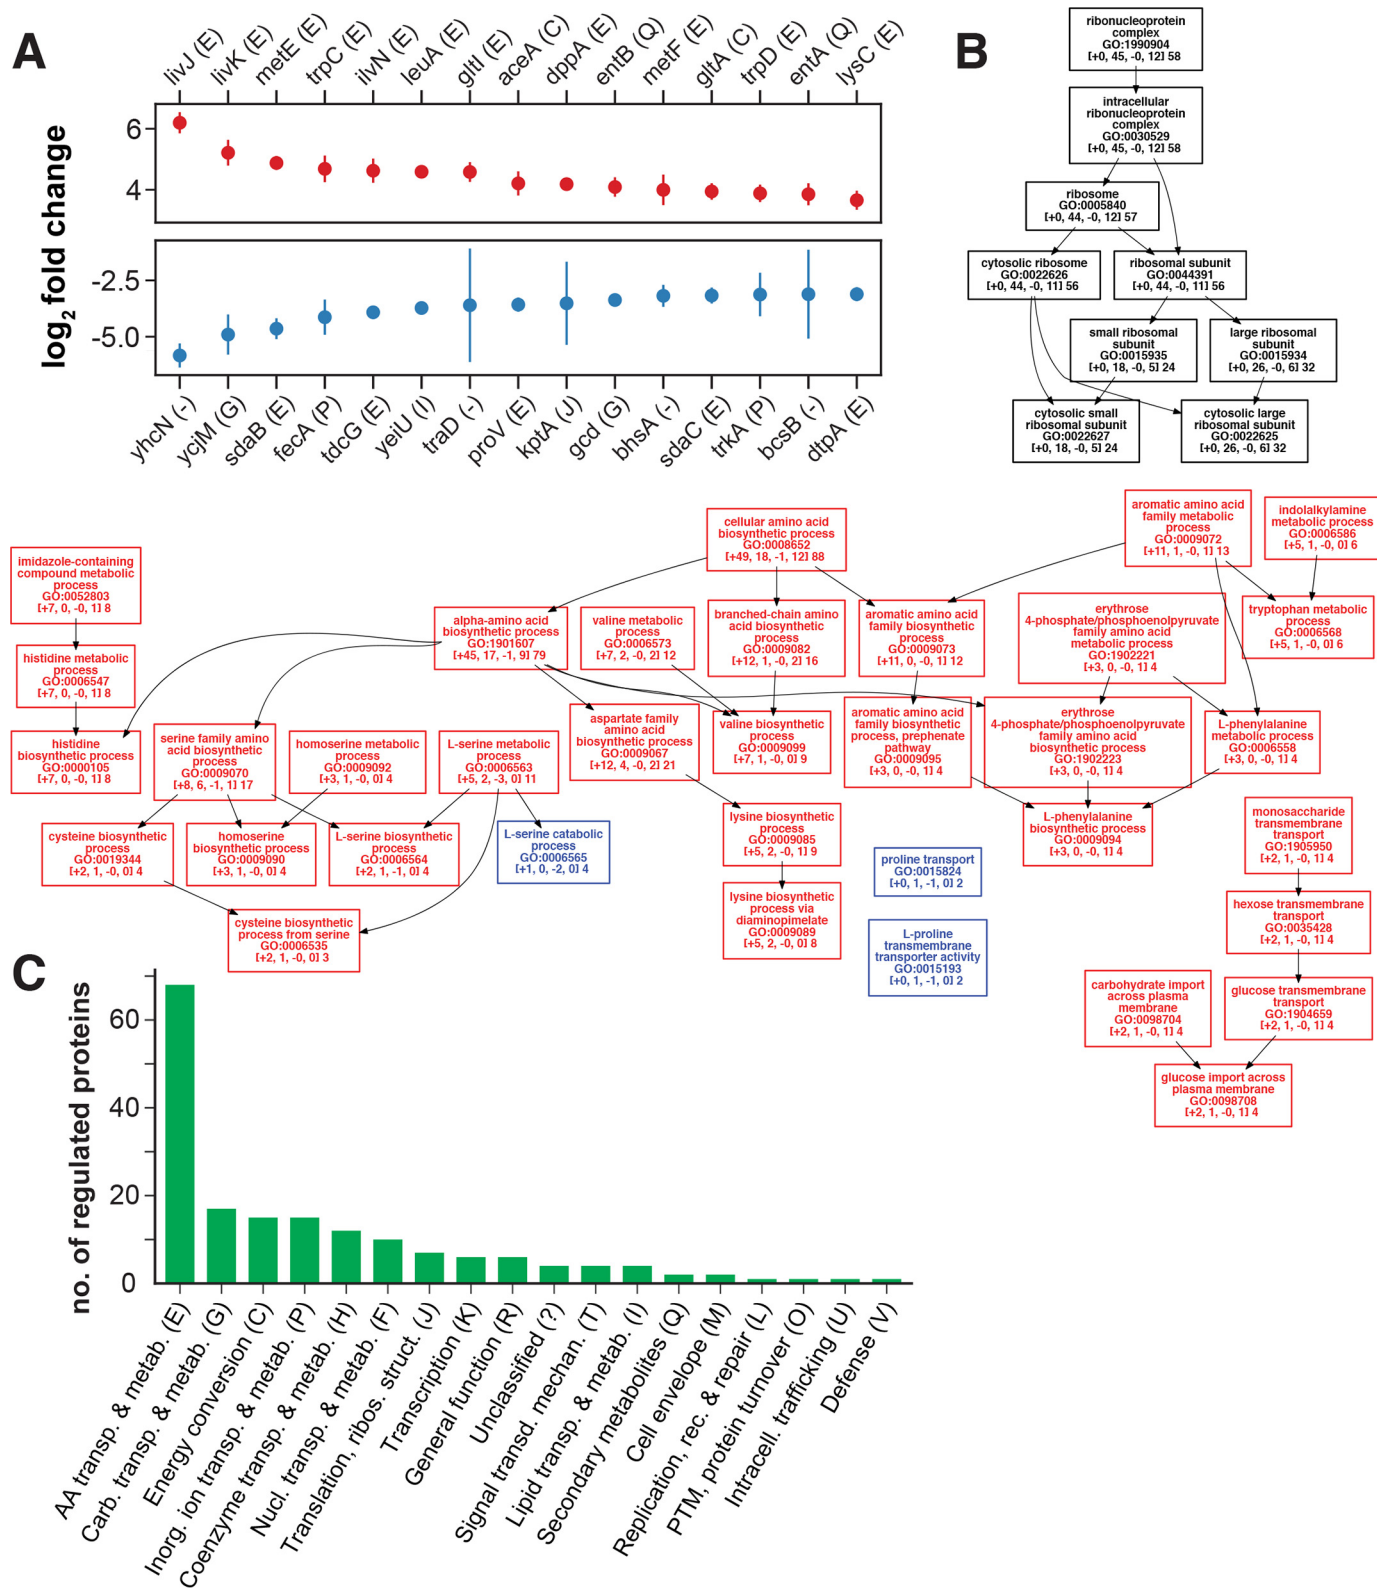 A
livJ (E)
livK (E)
metE (E)
trpC (E)
ilvN (E)
leuA (E)
gltI (E)
aceA (C)
dppA (E)
entB (Q)
metF (E)
gltA (C)
trpD (E)
entA (Q)
lysC (E)
log2 fold change
6
4
-2.5
-5.0
yhcN (-)
ycjM (G)
sdaB (E)
fecA (P)
tdcG (E)
yeiU (I)
traD (-)
proV (E)
kptA (J)
gcd (G)
bhsA (-)
sdaC (E)
trkA (P)
bcsB (-)
dtpA (E)
B
ribonucleoprotein
complex
GO:1990904
[+0, 45, -0, 12] 58
intracellular
ribonucleoprotein
complex
GO:0030529
[+0, 45, -0, 12] 58
ribosome
GO:0005840
[+0, 44, -0, 12] 57
cytosolic ribosome
GO:0022626
[+0, 44, -0, 11] 56
ribosomal subunit
GO:0044391
[+0, 44, -0, 11] 56
small ribosomal
subunit
GO:0015935
[+0, 18, -0, 5] 24
large ribosomal
subunit
GO:0015934
[+0, 26, -0, 6] 32
cytosolic small
ribosomal subunit
GO:0022627
[+0, 18, -0, 5] 24
cytosolic large
ribosomal subunit
GO:0022625
[+0, 26, -0, 6] 32
cellular amino acid
biosynthetic process
GO:0008652
[+49, 18, -1, 12] 88
aromatic amino acid
family metabolic
process
GO:0009072
[+11, 1, -0, 1] 13
indolalkylamine
metabolic process
GO:0006586
[+5, 1, -0, 0] 6
imidazole-containing
compound metabolic
process
GO:0052803
[+7, 0, -0, 1] 8
alpha-amino acid
biosynthetic process
GO:1901607
[+45, 17, -1, 9] 79
valine metabolic
process
GO:0006573
[+7, 2, -0, 2] 12
branched-chain amino
acid biosynthetic
process
GO:0009082
[+12, 1, -0, 2] 16
aromatic amino acid
family biosynthetic
process
GO:0009073
[+11, 0, -0, 1] 12
erythrose
4-phosphate/phosphoenolpyruvate
family amino acid
metabolic process
GO:1902221
[+3, 0, -0, 1] 4
tryptophan metabolic
process
GO:0006568
[+5, 1, -0, 0] 6
histidine metabolic
process
GO:0006547
[+7, 0, -0, 1] 8
histidine
biosynthetic process
GO:0000105
[+7, 0, -0, 1] 8
serine family amino
acid biosynthetic
process
GO:0009070
[+8, 6, -1, 1] 17
homoserine metabolic
process
GO:0009092
[+3, 1, -0, 0] 4
L-serine metabolic
process
GO:0006563
[+5, 2, -3, 0] 11
aspartate family
amino acid
biosynthetic process
GO:0009067
[+12, 4, -0, 2] 21
valine biosynthetic
process
GO:0009099
[+7, 1, -0, 0] 9
aromatic amino acid
family biosynthetic
process, prephenate
pathway
GO:0009095
[+3, 0, -0, 1] 4
erythrose
4-phosphate/phosphoenolpyruvate
family amino acid
biosynthetic process
GO:1902223
[+3, 0, -0, 1] 4
L-phenylalanine
metabolic process
GO:0006558
[+3, 0, -0, 1] 4
cysteine biosynthetic
process
GO:0019344
[+2, 1, -0, 0] 4
homoserine
biosynthetic process
GO:0009090
[+3, 1, -0, 0] 4
L-serine biosynthetic
process
GO:0006564
[+2, 1, -1, 0] 4
L-serine catabolic
process
GO:0006565
[+1, 0, -2, 0] 4
lysine biosynthetic
process
GO:0009085
[+5, 2, -0, 1] 9
L-phenylalanine
biosynthetic process
GO:0009094
[+3, 0, -0, 1] 4
monosaccharide
transmembrane
transport
GO:1905950
[+2, 1, -0, 1] 4
proline transport
GO:0015824
[+0, 1, -1, 0] 2
cysteine biosynthetic
process from serine
GO:0006535
[+2, 1, -0, 0] 3
lysine biosynthetic
process via
diaminopimelate
GO:0009089
[+5, 2, -0, 0] 8
L-proline
transmembrane
transporter activity
GO:0015193
[+0, 1, -1, 0] 2
hexose transmembrane
transport
GO:0035428
[+2, 1, -0, 1] 4
carbohydrate import
across plasma
membrane
GO:0098704
[+2, 1, -0, 1] 4
glucose transmembrane
transport
GO:1904659
[+2, 1, -0, 1] 4
glucose import across
plasma membrane
GO:0098708
[+2, 1, -0, 1] 4
C
no. of regulated proteins
60
40
20
0
AA transp. & metab. (E)
Carb. transp. & metab. (G)
Energy conversion (C)
Inorg. ion transp. & metab. (P)
Coenzyme transp. & metab. (H)
Nucl. transp. & metab. (F)
Translation, ribos. struct. (J)
Transcription (K)
General function (R)
Unclassified (?)
Signal transd. mechan. (T)
Lipid transp. & metab. (I)
Secondary metabolites (Q)
Cell envelope (M)
Replication, rec. & repair (L)
PTM, protein turnover (O)
Intracell. trafficking (U)
Defense (V)